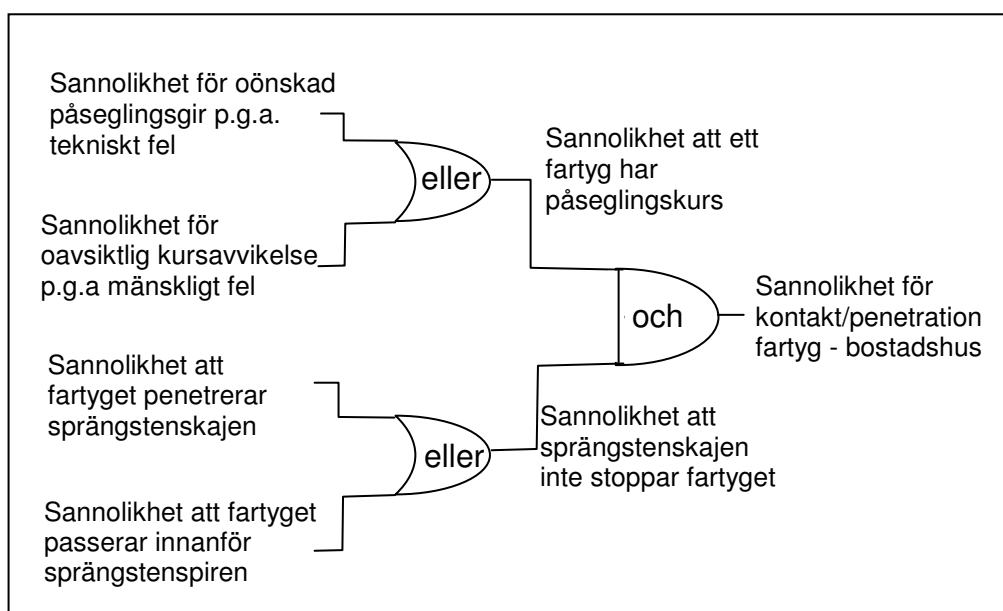 Sannolikhet för oönskad
påseglingsgir p.g.a.
tekniskt fel
eller
Sannolikhet att ett
fartyg har
påseglingskurs
Sannolikhet för
oavsiktlig kursavvikelse
p.g.a mänskligt fel
och
Sannolikhet för
kontakt/penetration
fartyg - bostadshus
Sannolikhet att
fartyget penetrerar
sprängstenskajen
eller
Sannolikhet att
sprängstenskajen
inte stoppar fartyget
Sannolikhet att fartyget
passerar innanför
sprängstenspiren